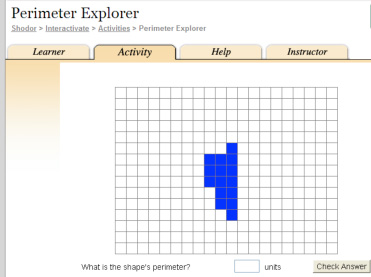 Perimeter Explorer
Shodor > Interactivate > Activities > Perimeter Explorer
Learner Activity Help Instructor
What is the shape's perimeter? units Check Answer